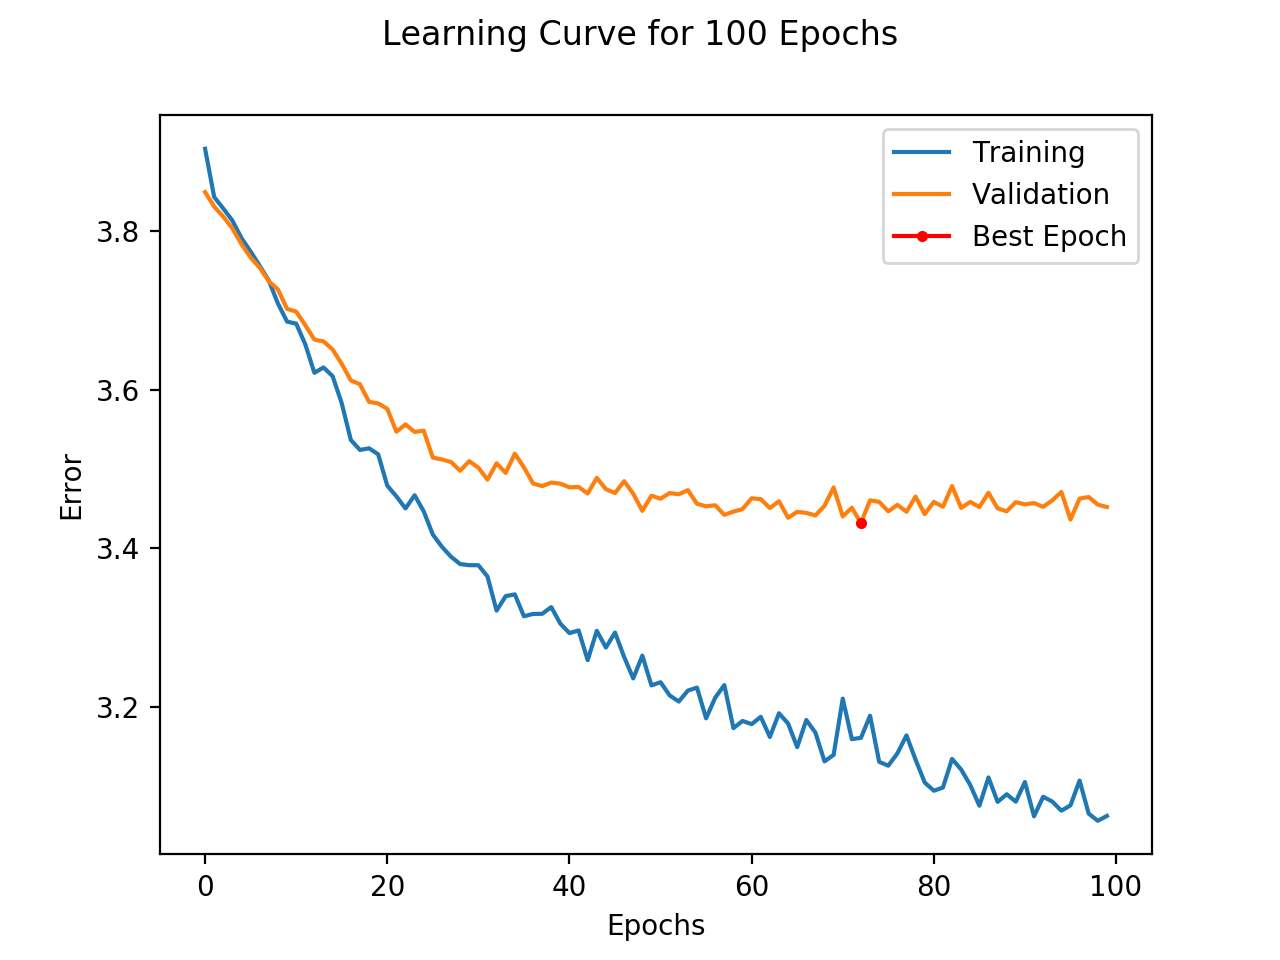 Learning Curve for 100 Epochs
Training
Validation
Best Epoch
3.8
3.6
3.4
3.2
Error
0 20 40 60 80 100
Epochs